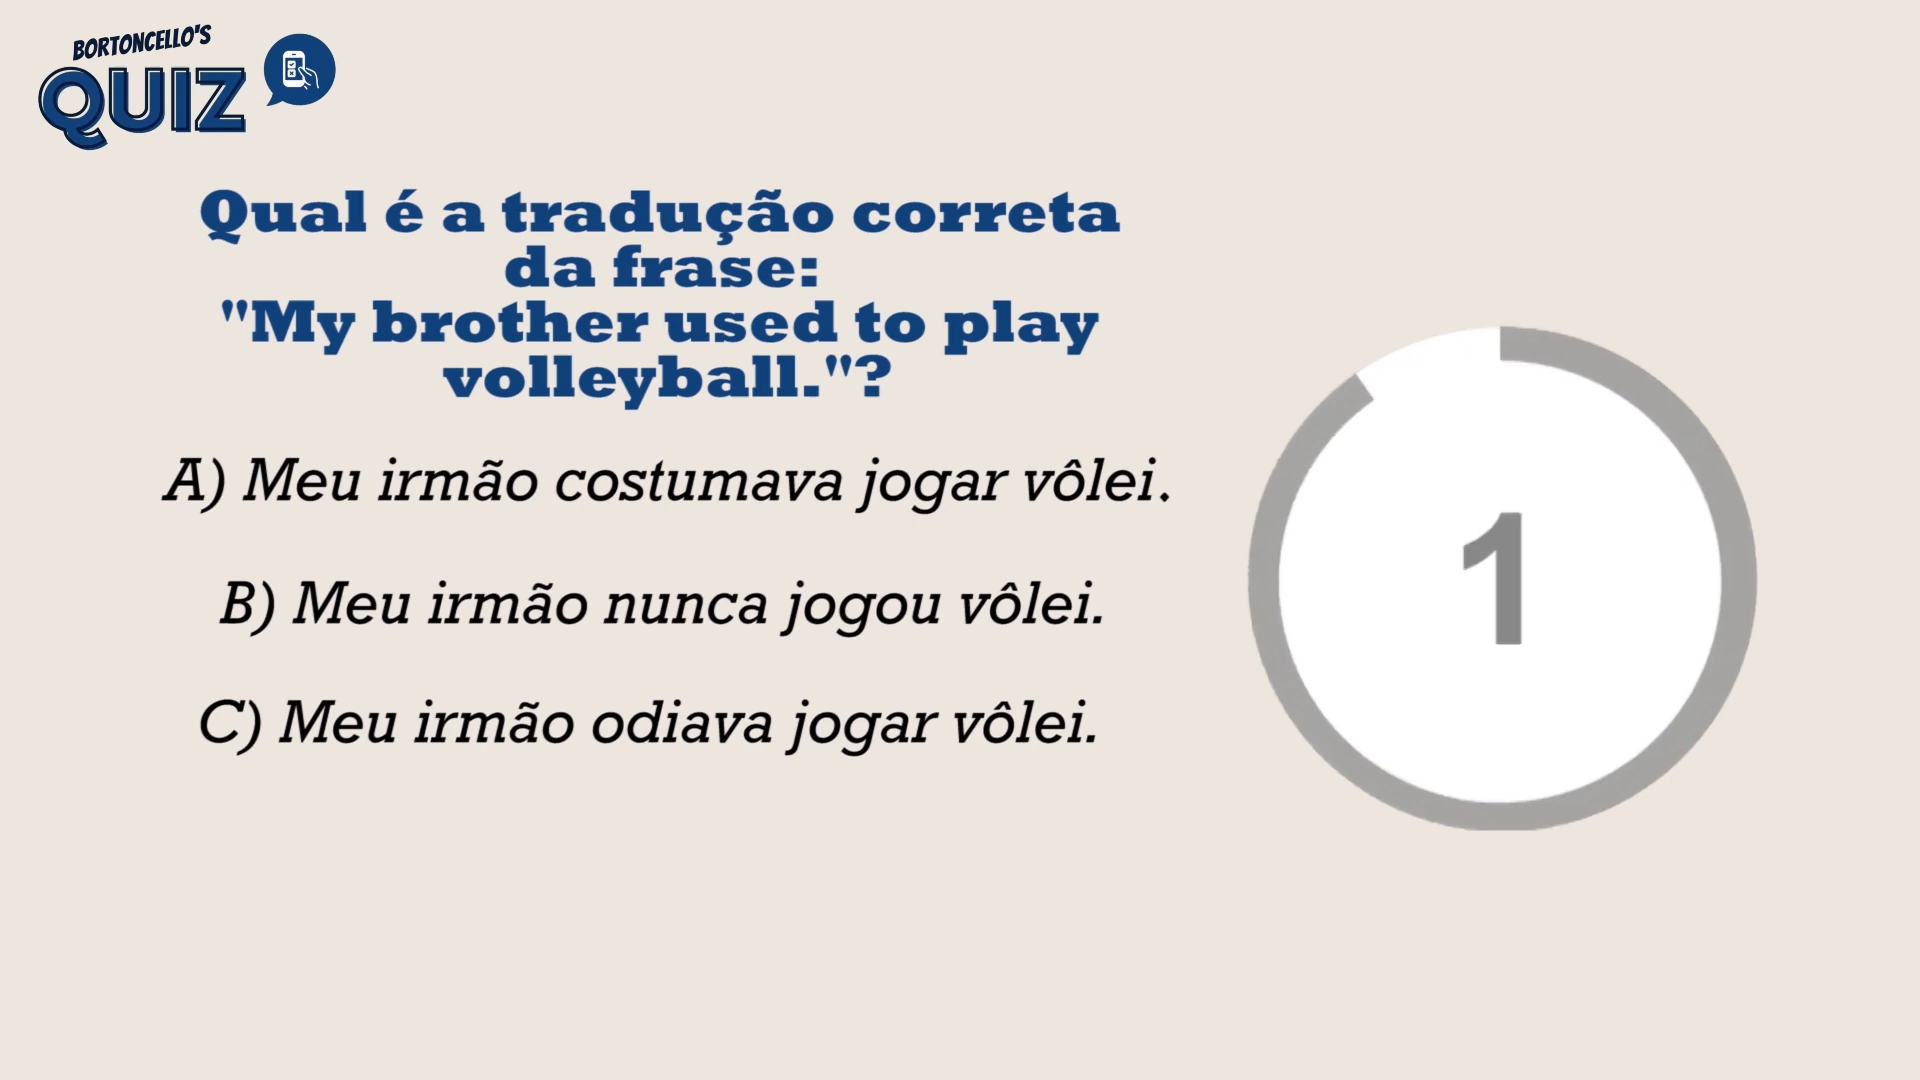 BORTONCELLO'S
QUIZ
Qual é a tradução correta
da frase:
"My brother used to play
volleyball."?
A) Meu irmão costumava jogar vôlei.
B) Meu irmão nunca jogou vôlei.
C) Meu irmão odiava jogar vôlei.
1